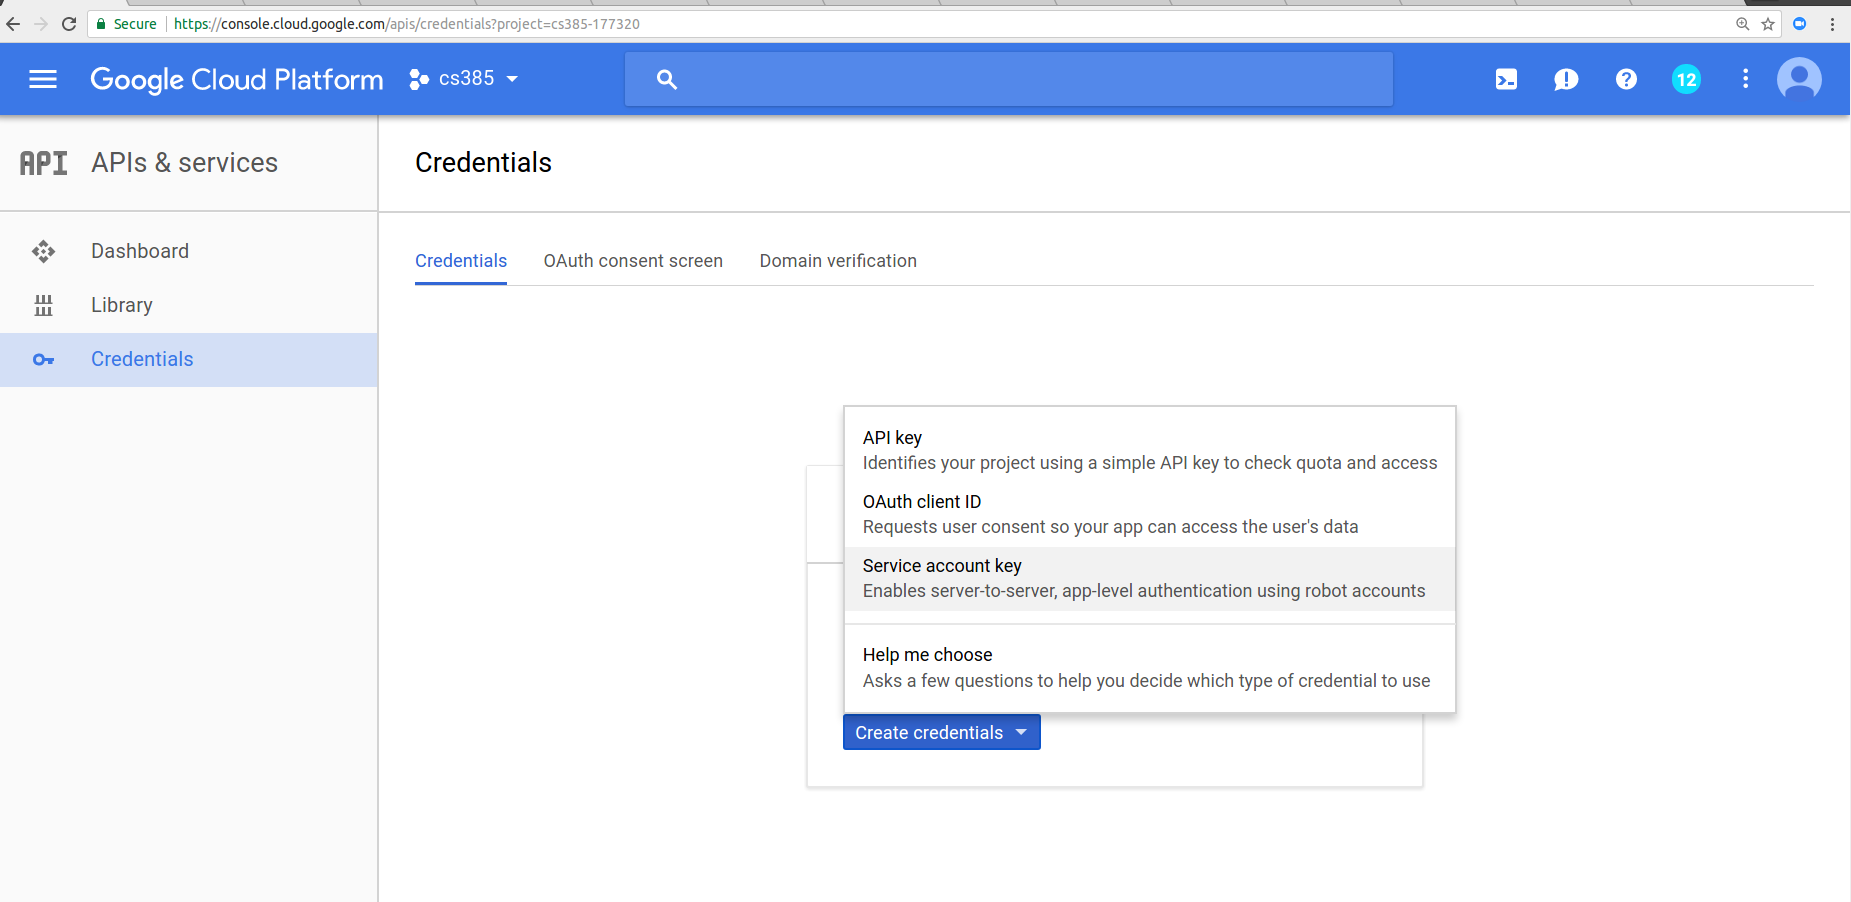 Secure https://console.cloud.google.com/apis/credentials?project=cs385-177320
Google Cloud Platform cs385 12
API APIs & services
Credentials
Dashboard
Library
Credentials
Credentials OAuth consent screen Domain verification
API key
Identifies your project using a simple API key to check quota and access
OAuth client ID
Requests user consent so your app can access the user's data
Service account key
Enables server-to-server, app-level authentication using robot accounts
Help me choose
Asks a few questions to help you decide which type of credential to use
Create credentials